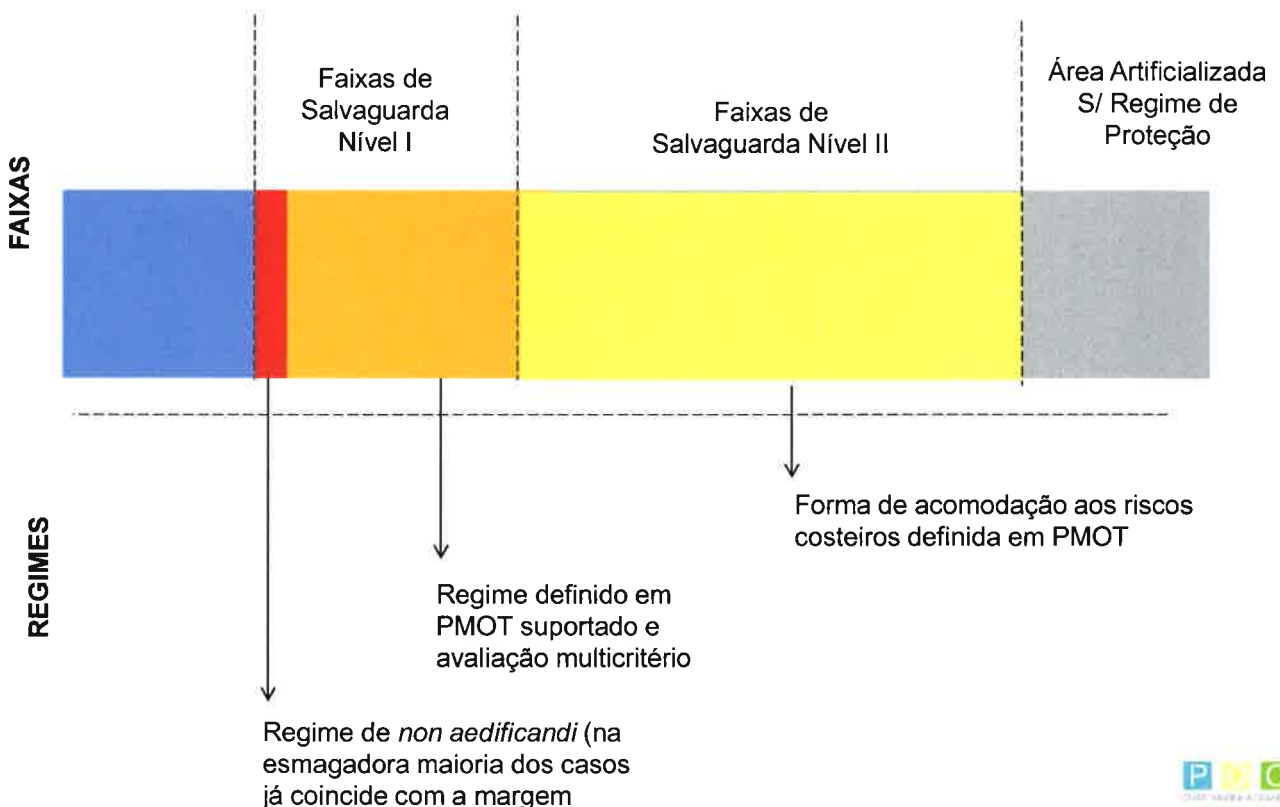 Faixas de
Salvaguarda
Nível I
Faixas de
Salvaguarda Nível II
Área Artificializada
S/ Regime de
Proteção
FAIXAS
REGIMES
Forma de acomodação aos riscos
costeiros definida em PMOT
Regime definido em
PMOT suportado e
avaliação multicritério
Regime de non aedificandi (na
esmagadora maioria dos casos
já coincide com a margem
P O C